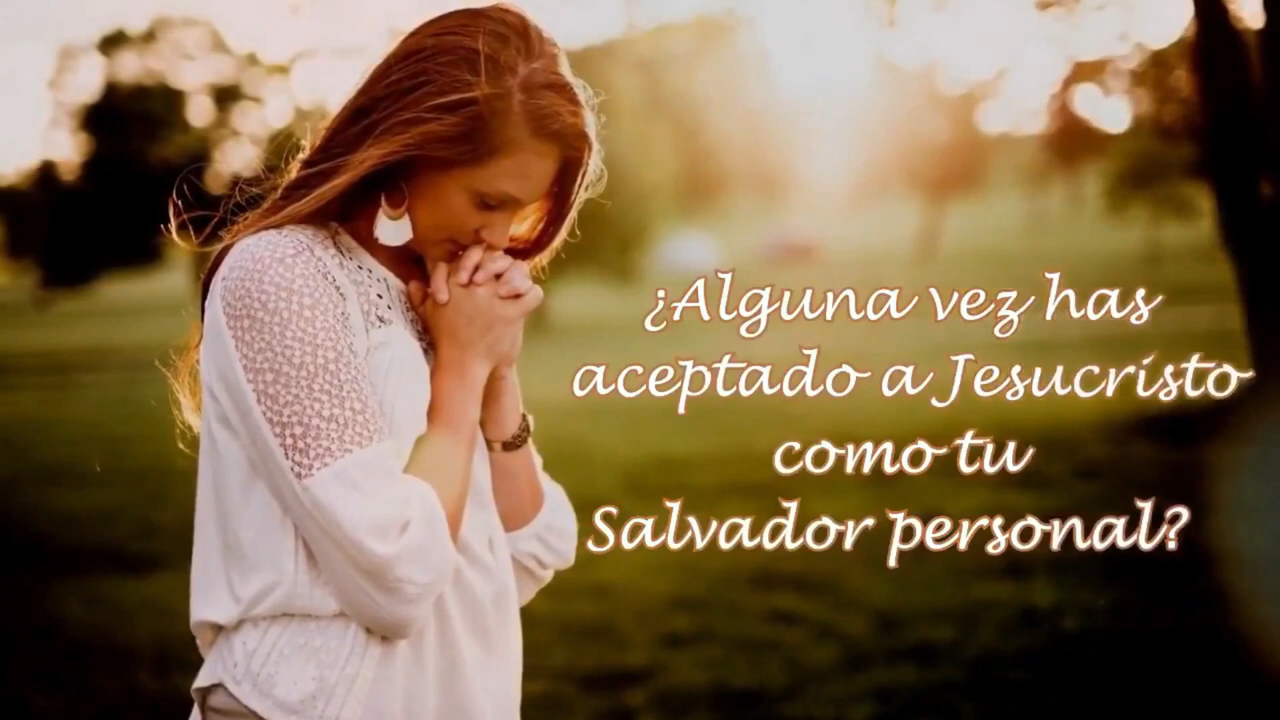 ¿Alguna vez has
aceptado a Jesucristo
como tu
Salvador personal?